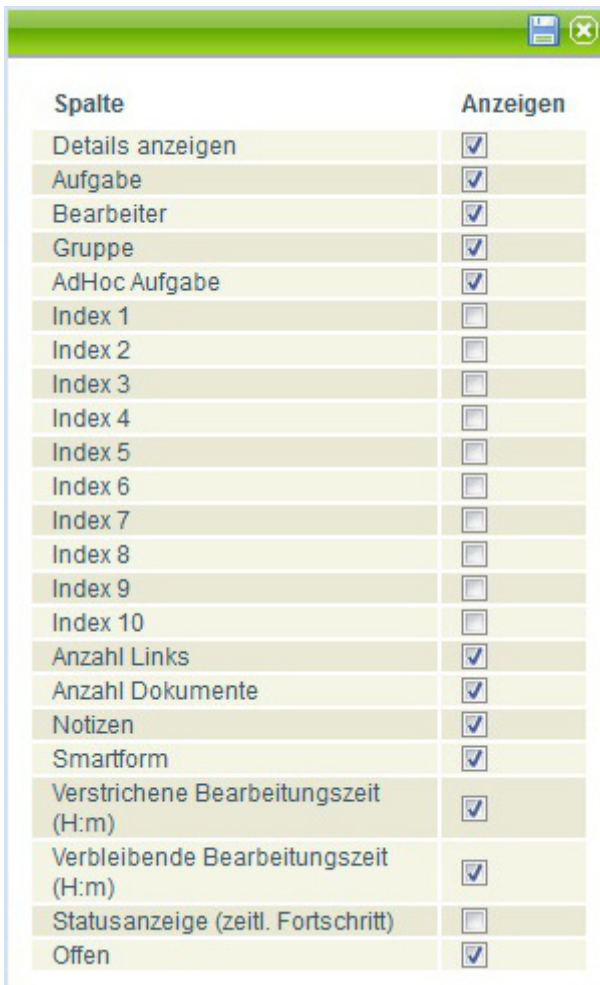 Spalte Anzeigen
Details anzeigen
Aufgabe
Bearbeiter
Gruppe
AdHoc Aufgabe
Index 1
Index 2
Index 3
Index 4
Index 5
Index 6
Index 7
Index 8
Index 9
Index 10
Anzahl Links
Anzahl Dokumente
Notizen
Smartform
Verstrichene Bearbeitungszeit
(H:m)
Verbleibende Bearbeitungszeit
(H:m)
Statusanzeige (zeitl. Fortschritt)
Offen